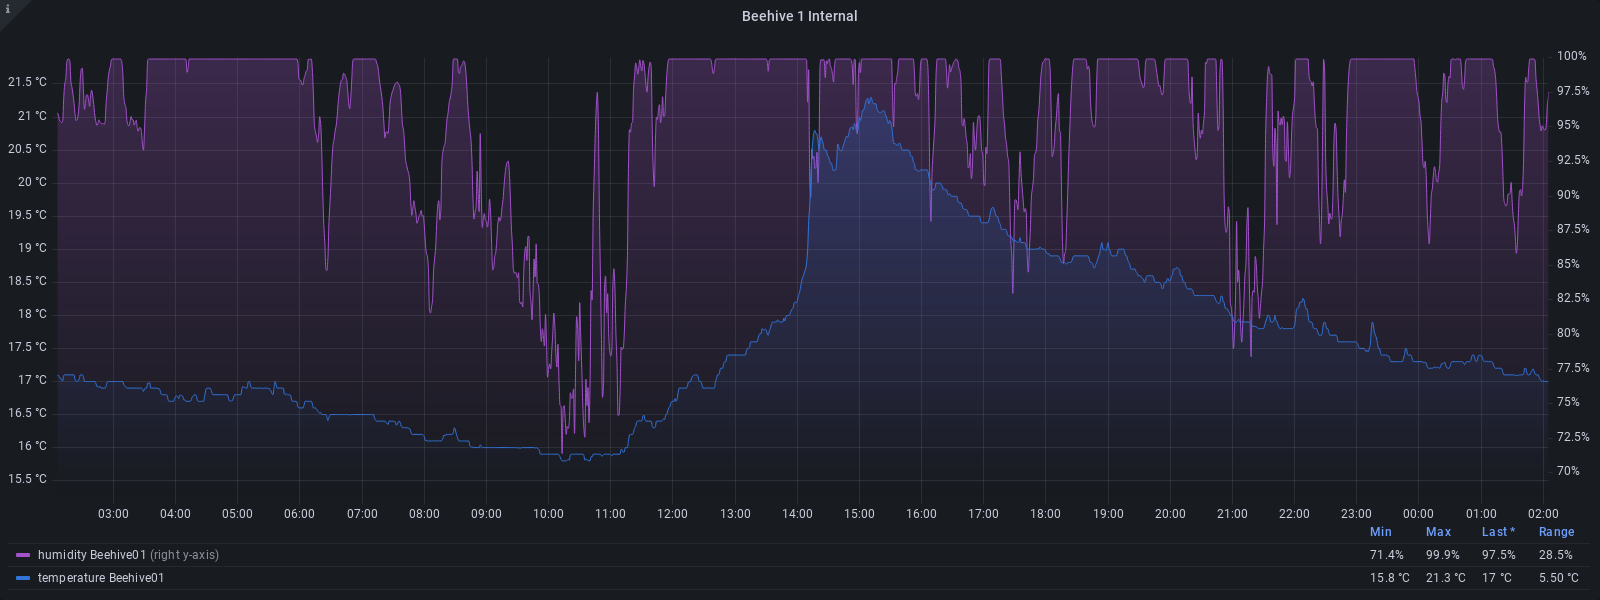 i
Beehive 1 Internal
21.5 °C
21 °C
20.5 °C
20 °C
19.5 °C
19 °C
18.5 °C
18 °C
17.5 °C
17 °C
16.5 °C
16 °C
15.5 °C
100%
97.5%
95%
92.5%
90%
87.5%
85%
82.5%
80%
77.5%
75%
72.5%
70%
03:00 04:00 05:00 06:00 07:00 08:00 09:00 10:00 11:00 12:00 13:00 14:00 15:00 16:00 17:00 18:00 19:00 20:00 21:00 22:00 23:00 00:00 01:00 02:00
Min Max Last * Range
humidity Beehive01 (right y-axis) 71.4% 99.9% 97.5% 28.5%
temperature Beehive01 15.8 °C 21.3 °C 17 °C 5.50 °C